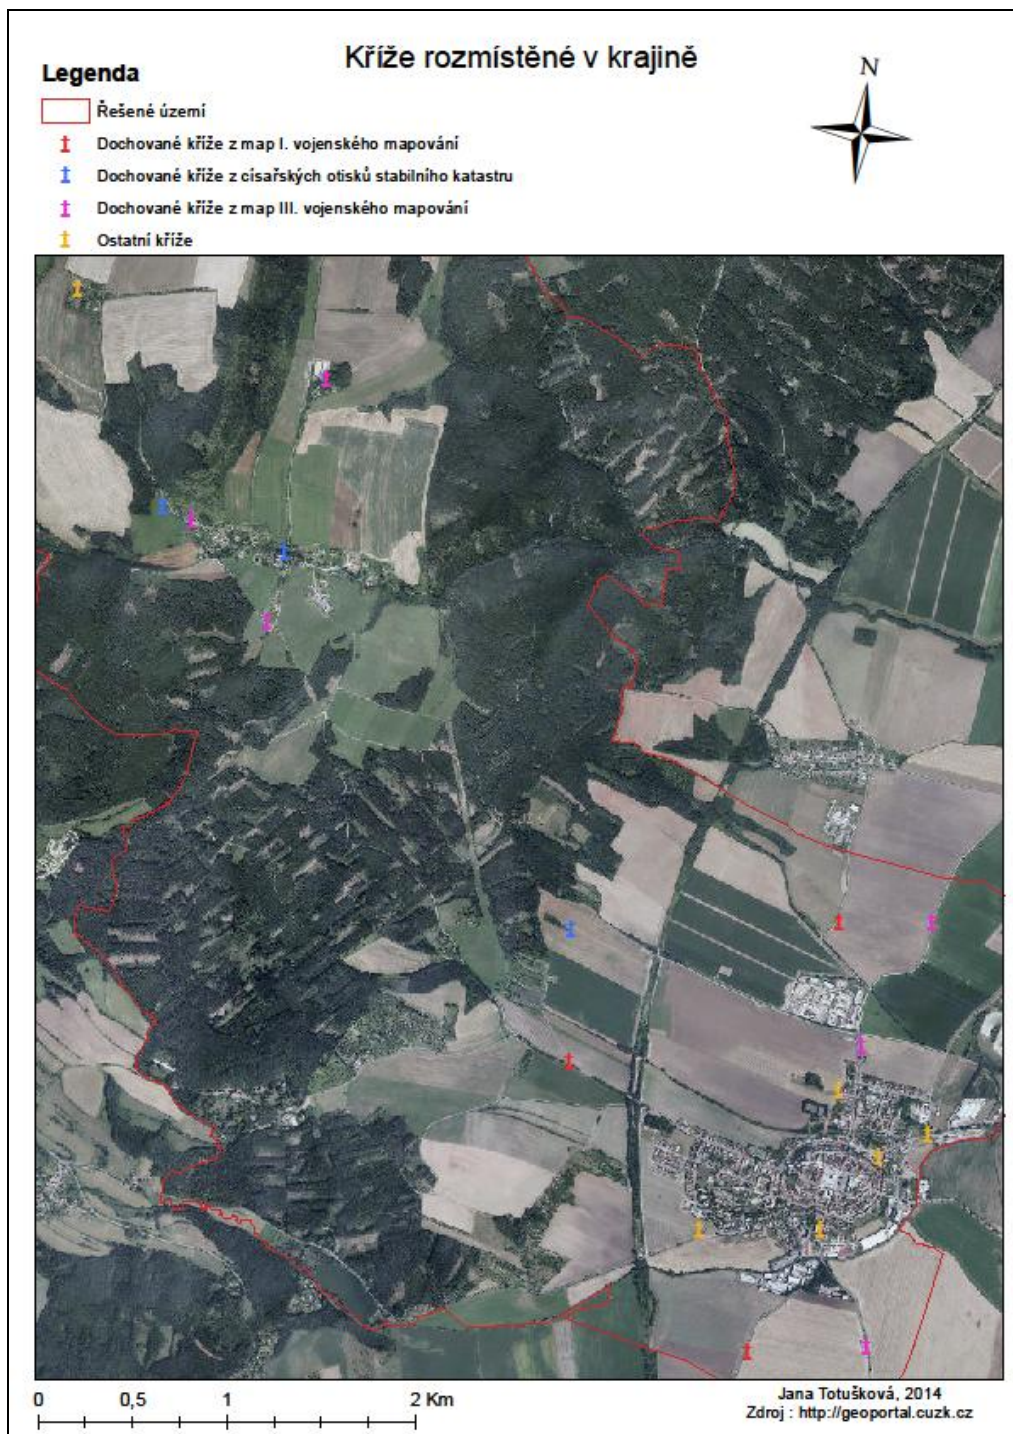 Kříže rozmístěné v krajině
N
Legenda
Řešené území
Dochované kříže z map I. vojenského mapování
Dochované kříže z císařských otisků stabilního katastru
Dochované kříže z map III. vojenského mapování
Ostatní kříže
0 0,5 1 2 Km
Jana Totušková, 2014
Zdroj : http://geoportal.cuzk.cz